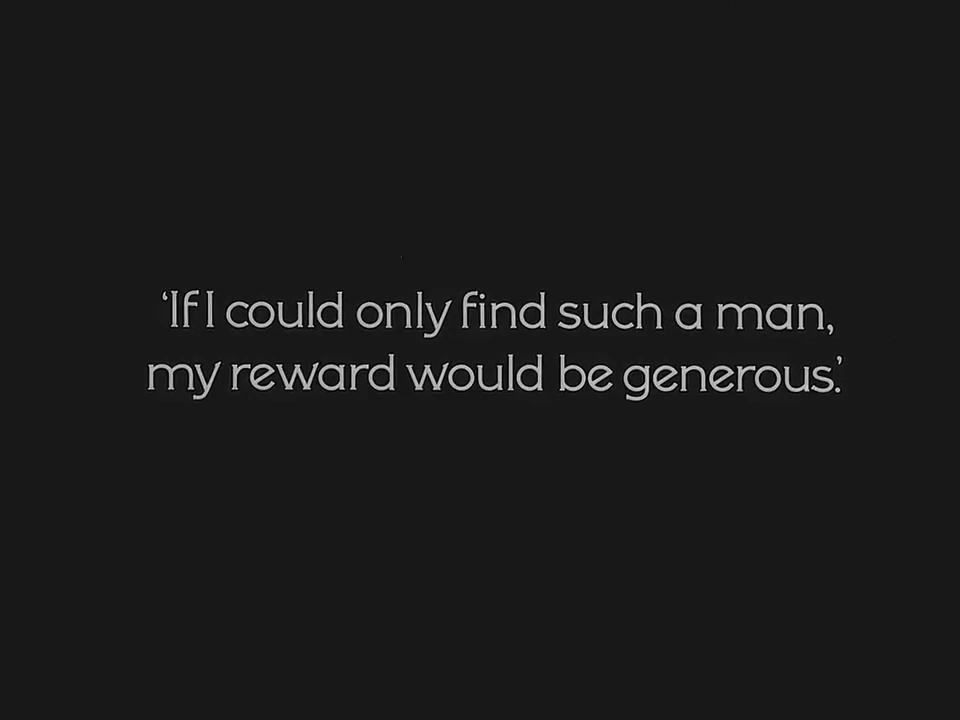 ‘If I could only find such a man,
my reward would be generous.’